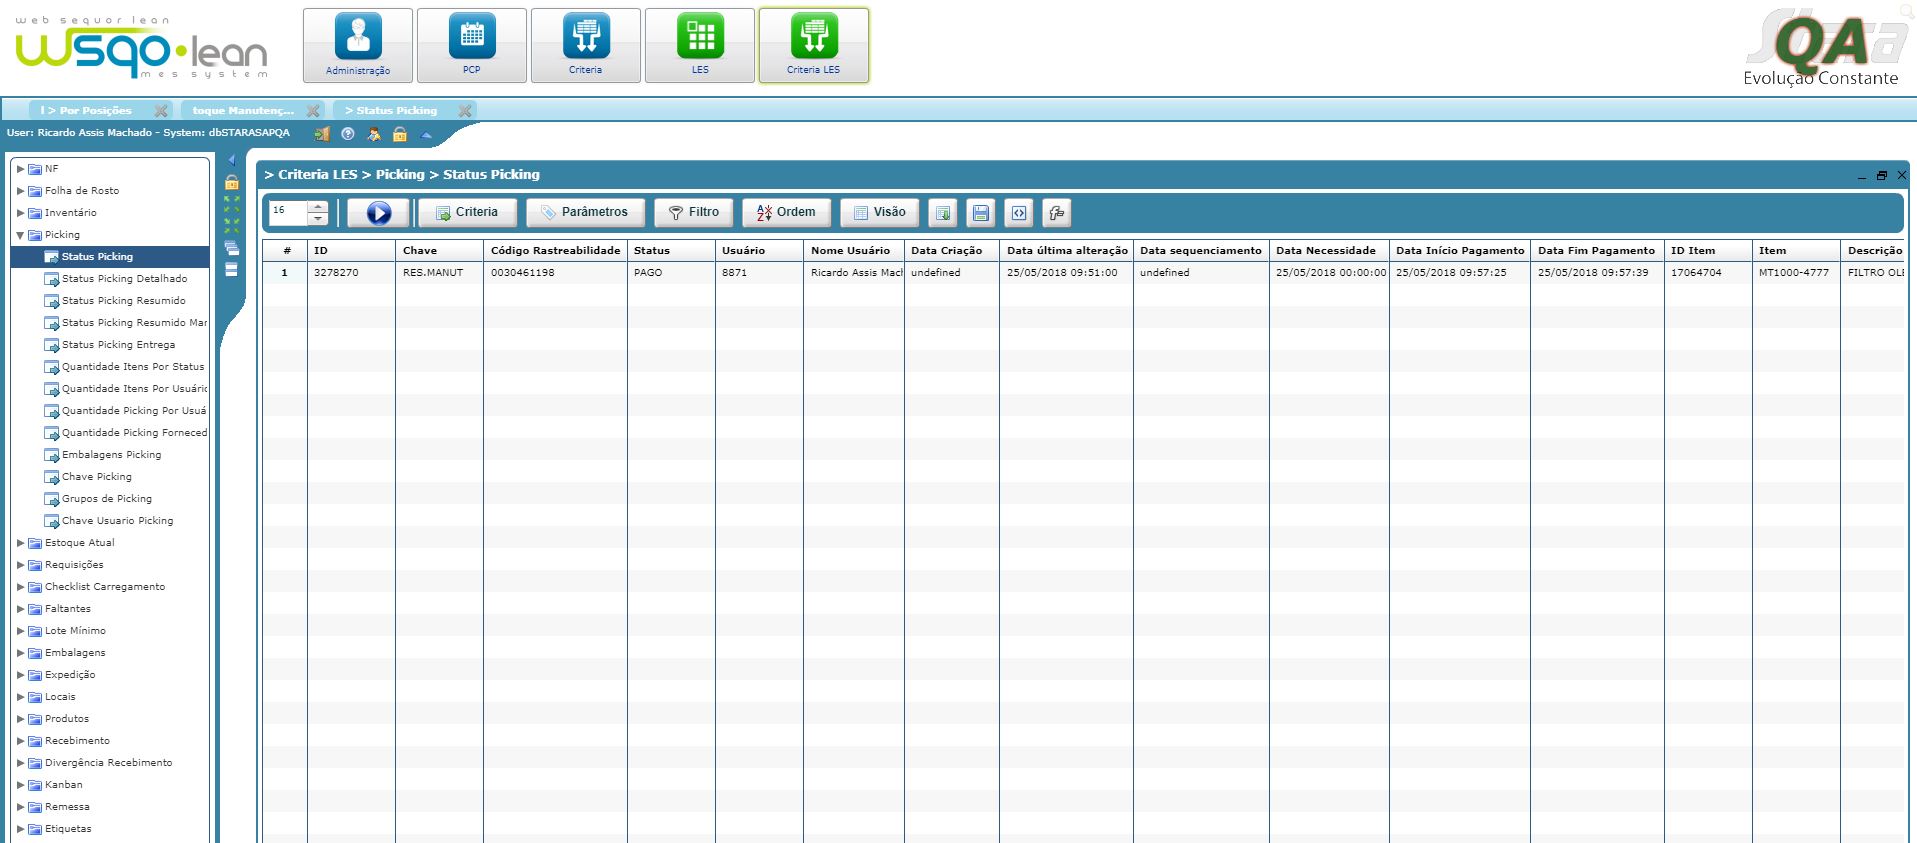 web sequor lean
wsqo•lean
mes system
Administração
PCP
Criteria
LES
Criteria LES
Stara
QA
Evolução Constante
l > Por Posições
toque Manutenç...
> Status Picking
User: Ricardo Assis Machado - System: dbSTARASAPQA
NF
Folha de Rosto
Inventário
Picking
Status Picking
Status Picking Detalhado
Status Picking Resumido
Status Picking Resumido Mar
Status Picking Entrega
Quantidade Itens Por Status
Quantidade Itens Por Usuário
Quantidade Picking Por Usuá
Quantidade Picking Forneced
Embalagens Picking
Chave Picking
Grupos de Picking
Chave Usuario Picking
Estoque Atual
Requisições
Checklist Carregamento
Faltantes
Lote Mínimo
Embalagens
Expedição
Locais
Produtos
Recebimento
Divergência Recebimento
Kanban
Remessa
Etiquetas
> Criteria LES > Picking > Status Picking
16 Criteria Parâmetros Filtro Ordem Visão
# ID Chave Código Rastreabilidade Status Usuário Nome Usuário Data Criação Data última alteração Data sequenciamento Data Necessidade Data Início Pagamento Data Fim Pagamento ID Item Item Descrição
1 3278270 RES.MANUT 0030461198 PAGO 8871 Ricardo Assis Mach undefined 25/05/2018 09:51:00 undefined 25/05/2018 00:00:00 25/05/2018 09:57:25 25/05/2018 09:57:39 17064704 MT1000-4777 FILTRO OLE